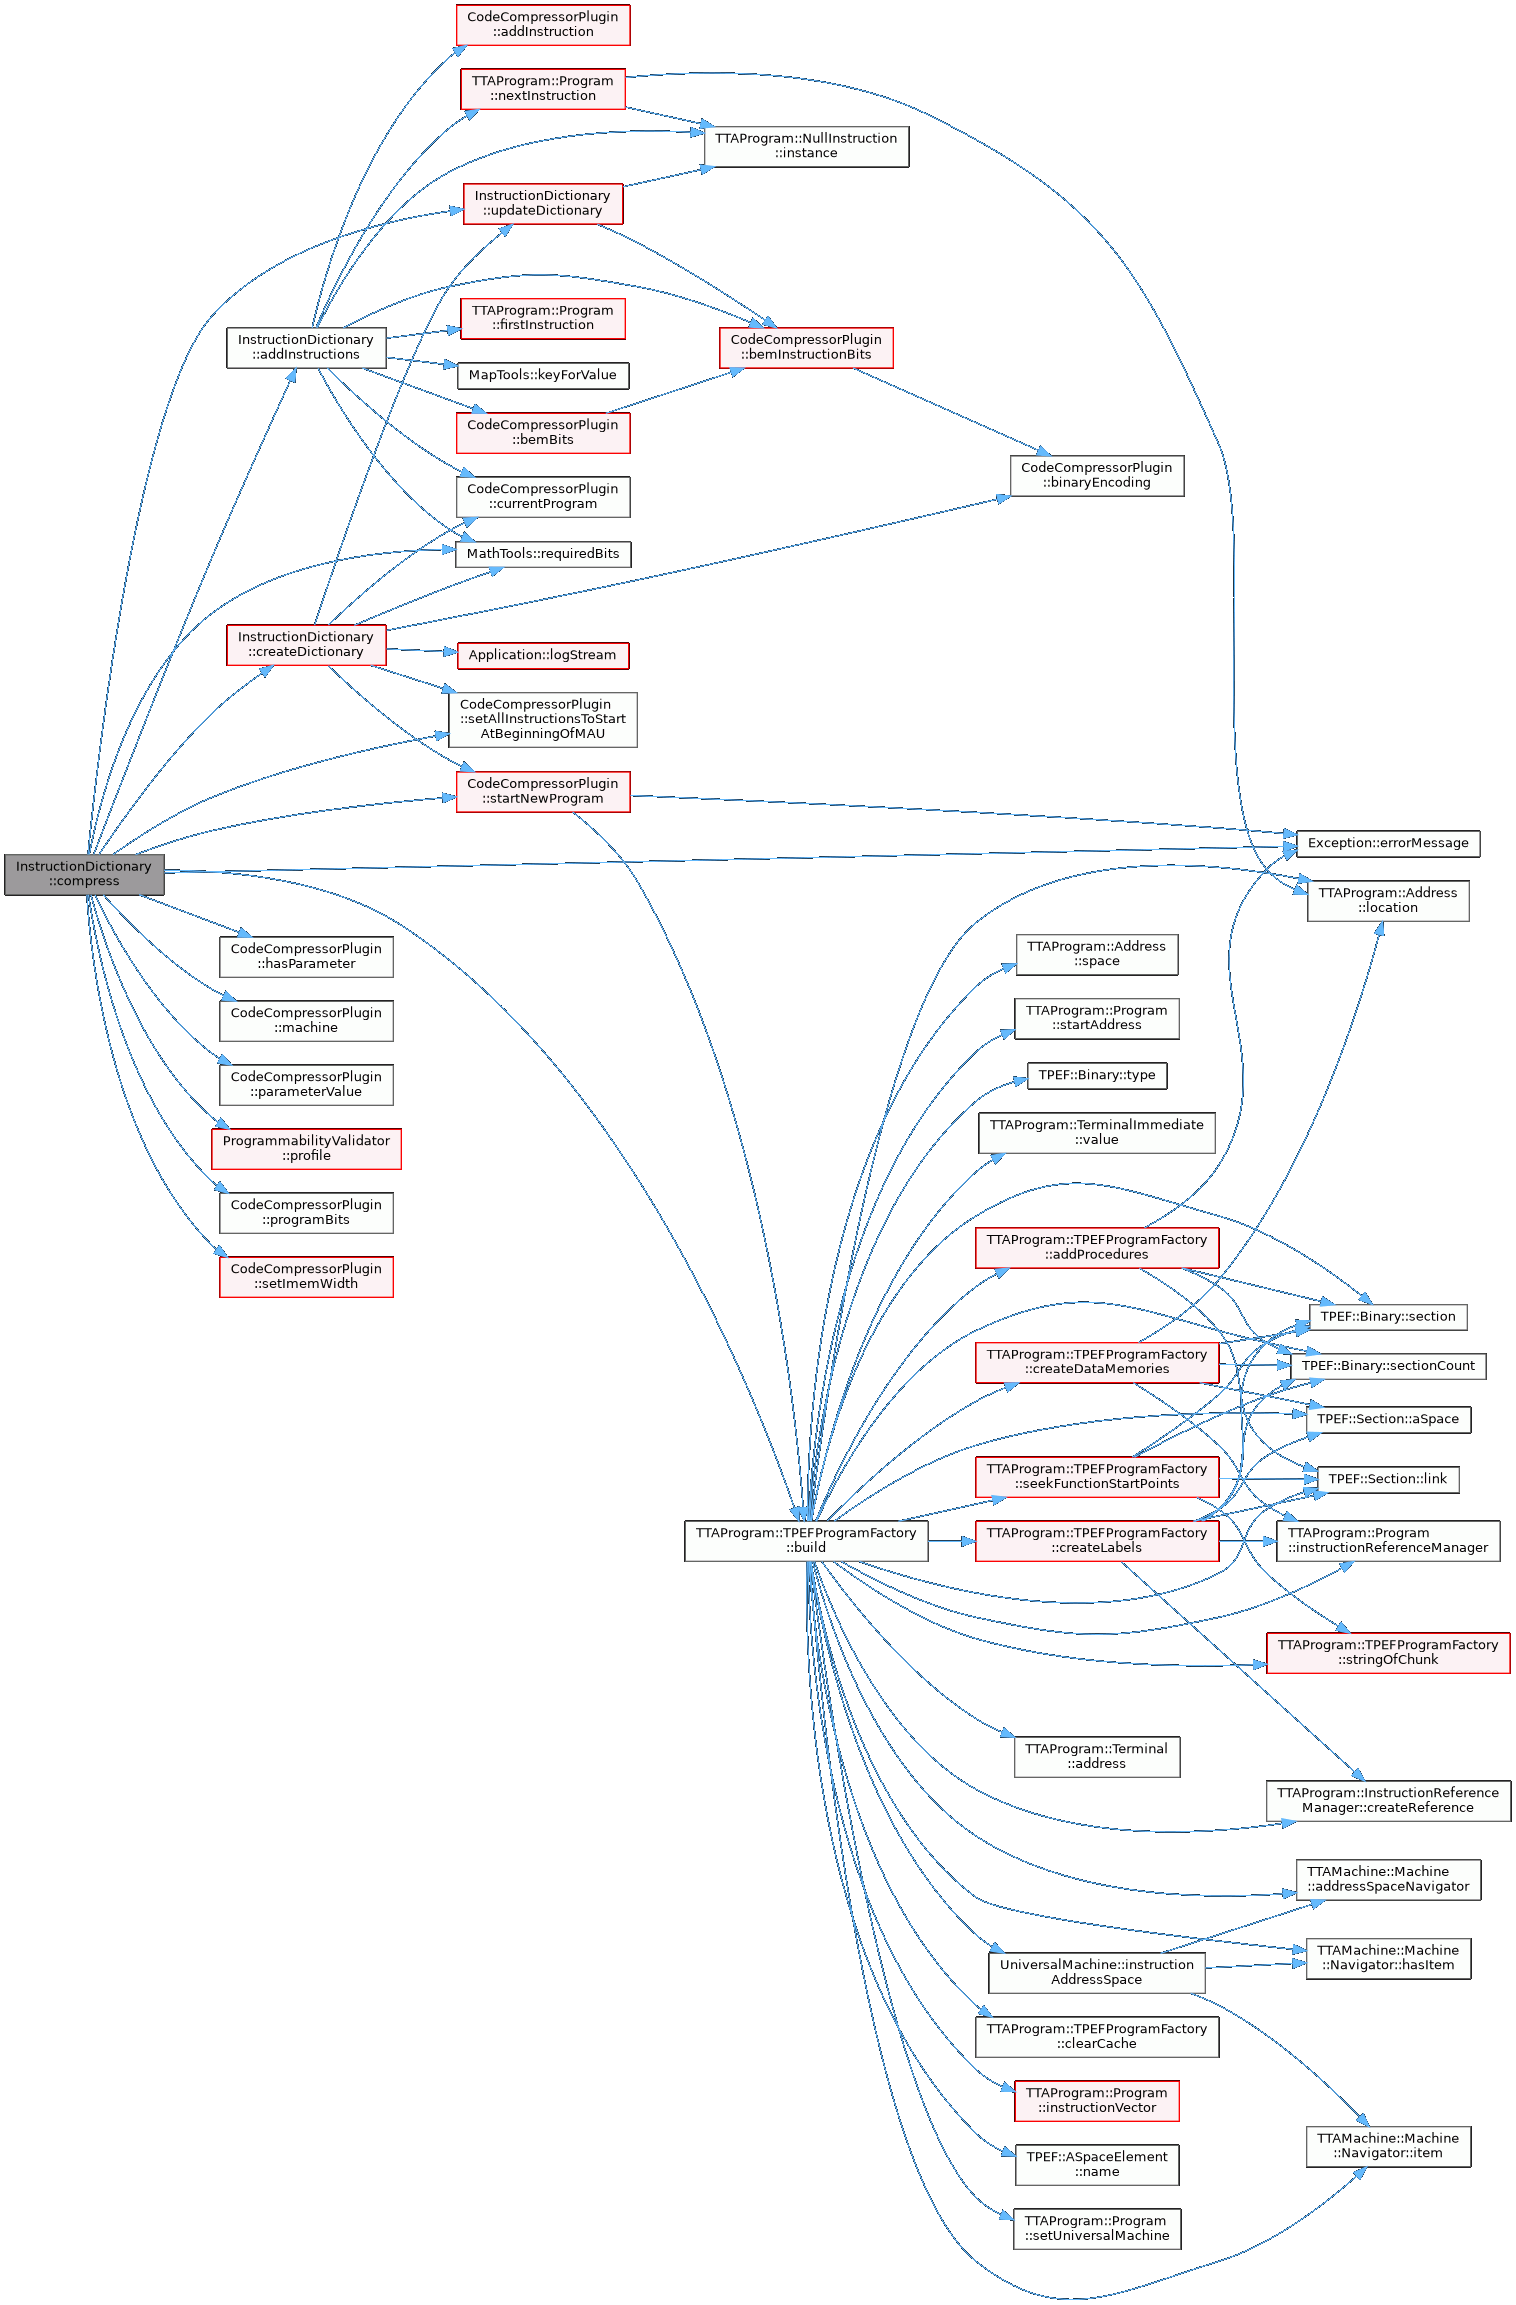 CodeCompressorPlugin
::addInstruction
TTAProgram::Program
::nextInstruction
TTAProgram::NullInstruction
::instance
InstructionDictionary
::updateDictionary
TTAProgram::Program
::firstInstruction
InstructionDictionary
::addInstructions
CodeCompressorPlugin
::bemInstructionBits
MapTools::keyForValue
CodeCompressorPlugin
::bemBits
CodeCompressorPlugin
::binaryEncoding
CodeCompressorPlugin
::currentProgram
MathTools::requiredBits
InstructionDictionary
::createDictionary
Application::logStream
CodeCompressorPlugin
::setAllInstructionsToStart
AtBeginningOfMAU
CodeCompressorPlugin
::startNewProgram
Exception::errorMessage
InstructionDictionary
::compress
TTAProgram::Address
::location
CodeCompressorPlugin
::hasParameter
TTAProgram::Address
::space
CodeCompressorPlugin
::machine
TTAProgram::Program
::startAddress
CodeCompressorPlugin
::parameterValue
TPEF::Binary::type
ProgrammabilityValidator
::profile
TTAProgram::TerminalImmediate
::value
CodeCompressorPlugin
::programBits
TTAProgram::TPEFProgramFactory
::addProcedures
CodeCompressorPlugin
::setImemWidth
TPEF::Binary::section
TTAProgram::TPEFProgramFactory
::createDataMemories
TPEF::Binary::sectionCount
TPEF::Section::aSpace
TTAProgram::TPEFProgramFactory
::seekFunctionStartPoints
TPEF::Section::link
TTAProgram::TPEFProgramFactory
::build
TTAProgram::TPEFProgramFactory
::createLabels
TTAProgram::Program
::instructionReferenceManager
TTAProgram::TPEFProgramFactory
::stringOfChunk
TTAProgram::Terminal
::address
TTAProgram::InstructionReference
Manager::createReference
TTAMachine::Machine
::addressSpaceNavigator
UniversalMachine::instruction
AddressSpace
TTAMachine::Machine
::Navigator::hasItem
TTAProgram::TPEFProgramFactory
::clearCache
TTAProgram::Program
::instructionVector
TTAMachine::Machine
::Navigator::item
TPEF::ASpaceElement
::name
TTAProgram::Program
::setUniversalMachine